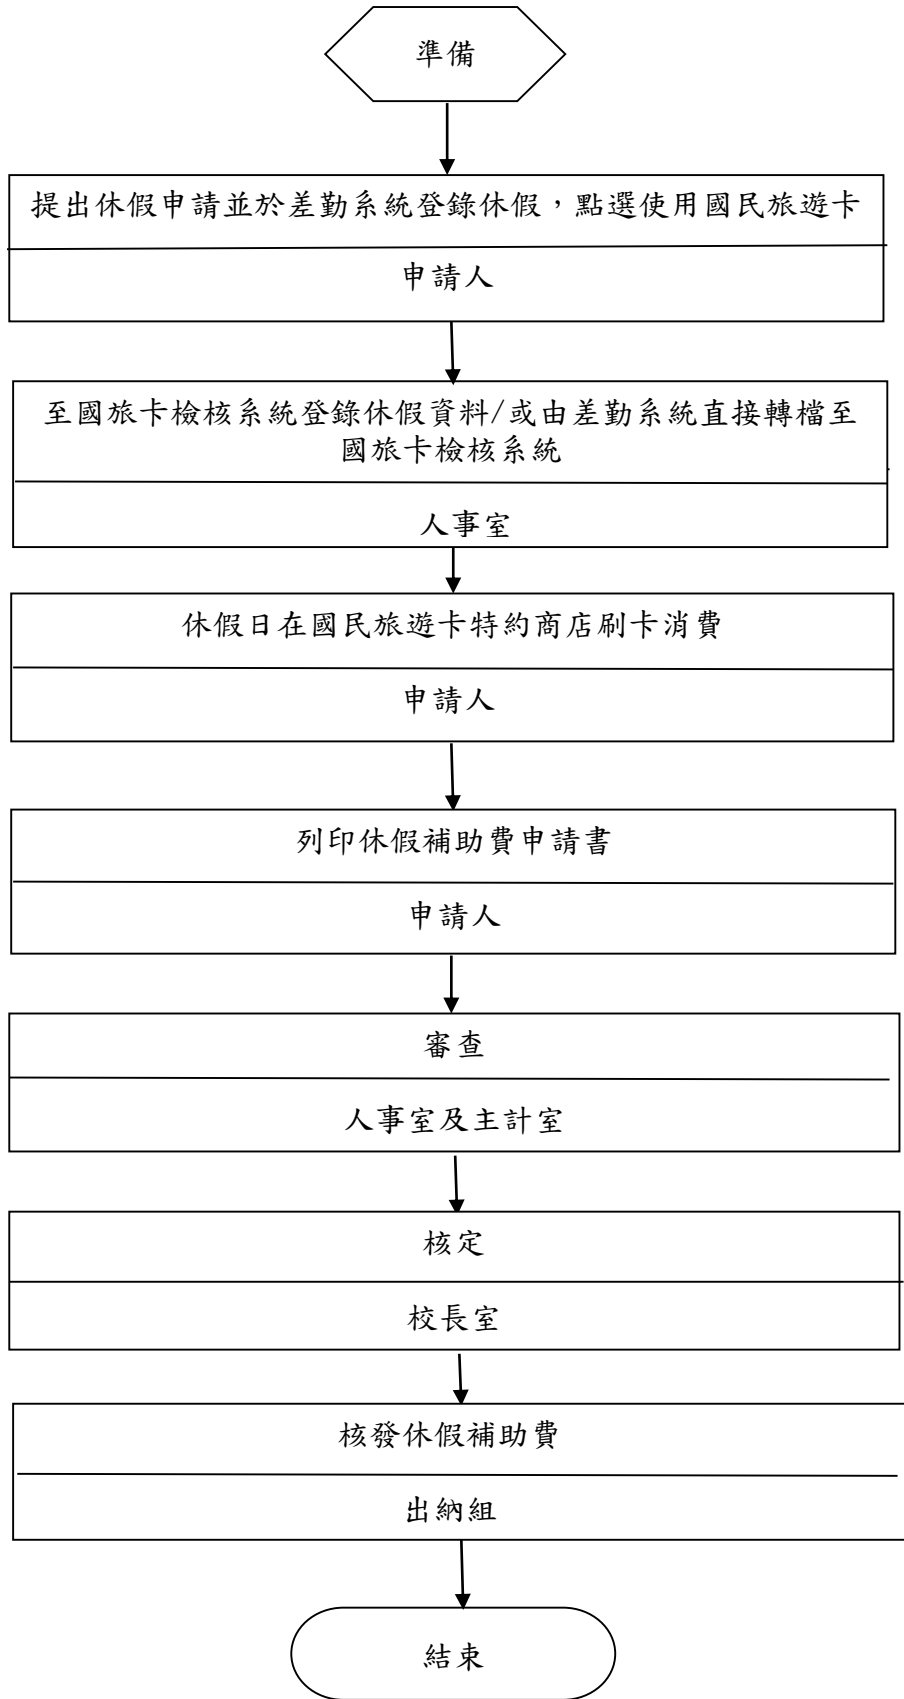 準備
提出休假申請並於差勤系統登錄休假，點選使用國民旅遊卡
申請人
至國旅卡檢核系統登錄休假資料/或由差勤系統直接轉檔至
國旅卡檢核系統
人事室
休假日在國民旅遊卡特約商店刷卡消費
申請人
列印休假補助費申請書
申請人
審查
人事室及主計室
核定
校長室
核發休假補助費
出納組
結束